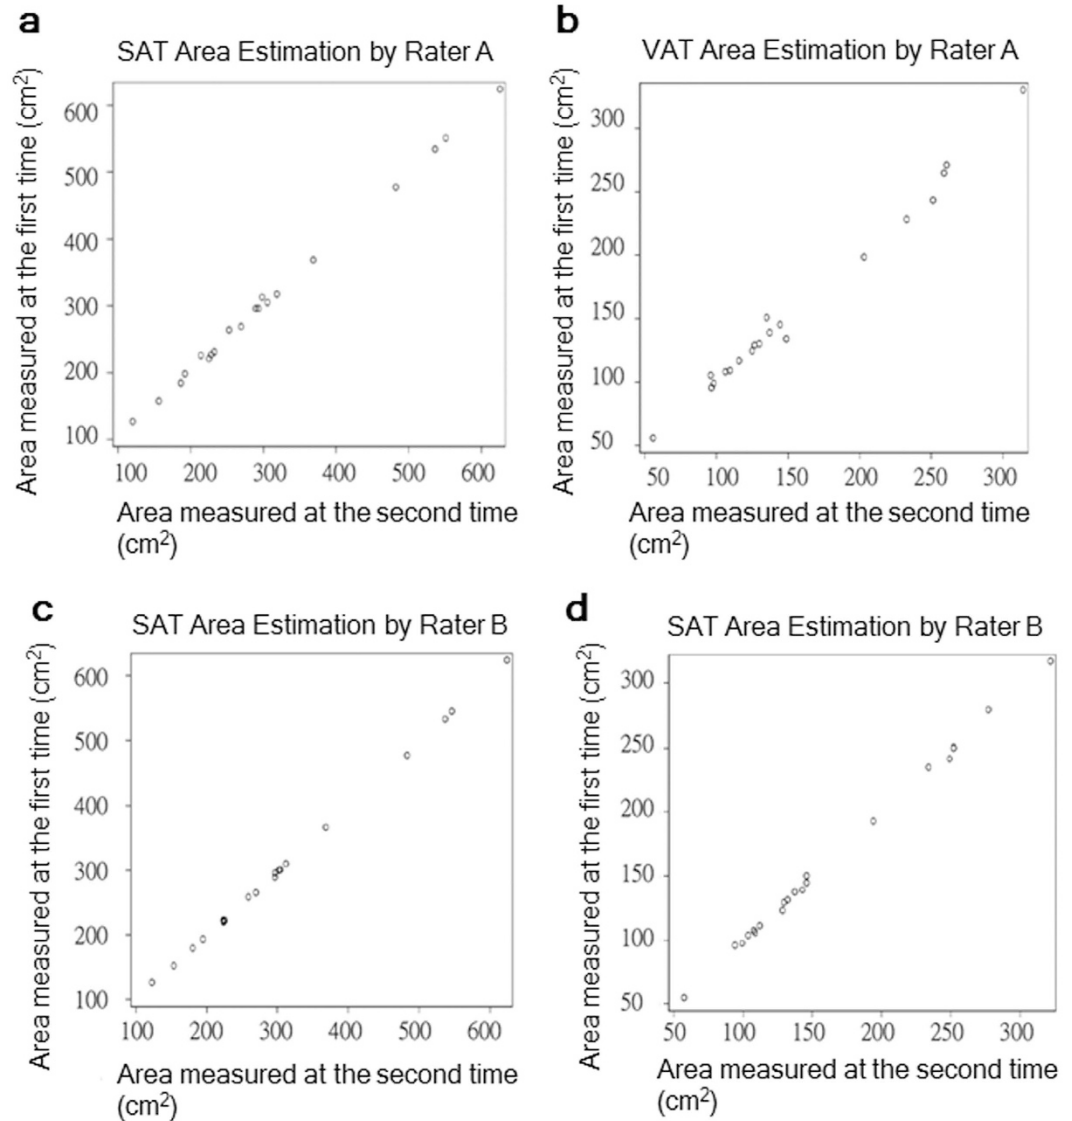 a
SAT Area Estimation by Rater A
Area measured at the first time (cm2)
600
500
400
300
200
100
100 200 300 400 500 600
Area measured at the second time
(cm2)
b
VAT Area Estimation by Rater A
Area measured at the first time (cm2)
300
250
200
150
100
50
50 100 150 200 250 300
Area measured at the second time
(cm2)
c
SAT Area Estimation by Rater B
Area measured at the first time (cm2)
600
500
400
300
200
100
100 200 300 400 500 600
Area measured at the second time
(cm2)
d
SAT Area Estimation by Rater B
Area measured at the first time (cm2)
300
250
200
150
100
50
50 100 150 200 250 300
Area measured at the second time
(cm2)